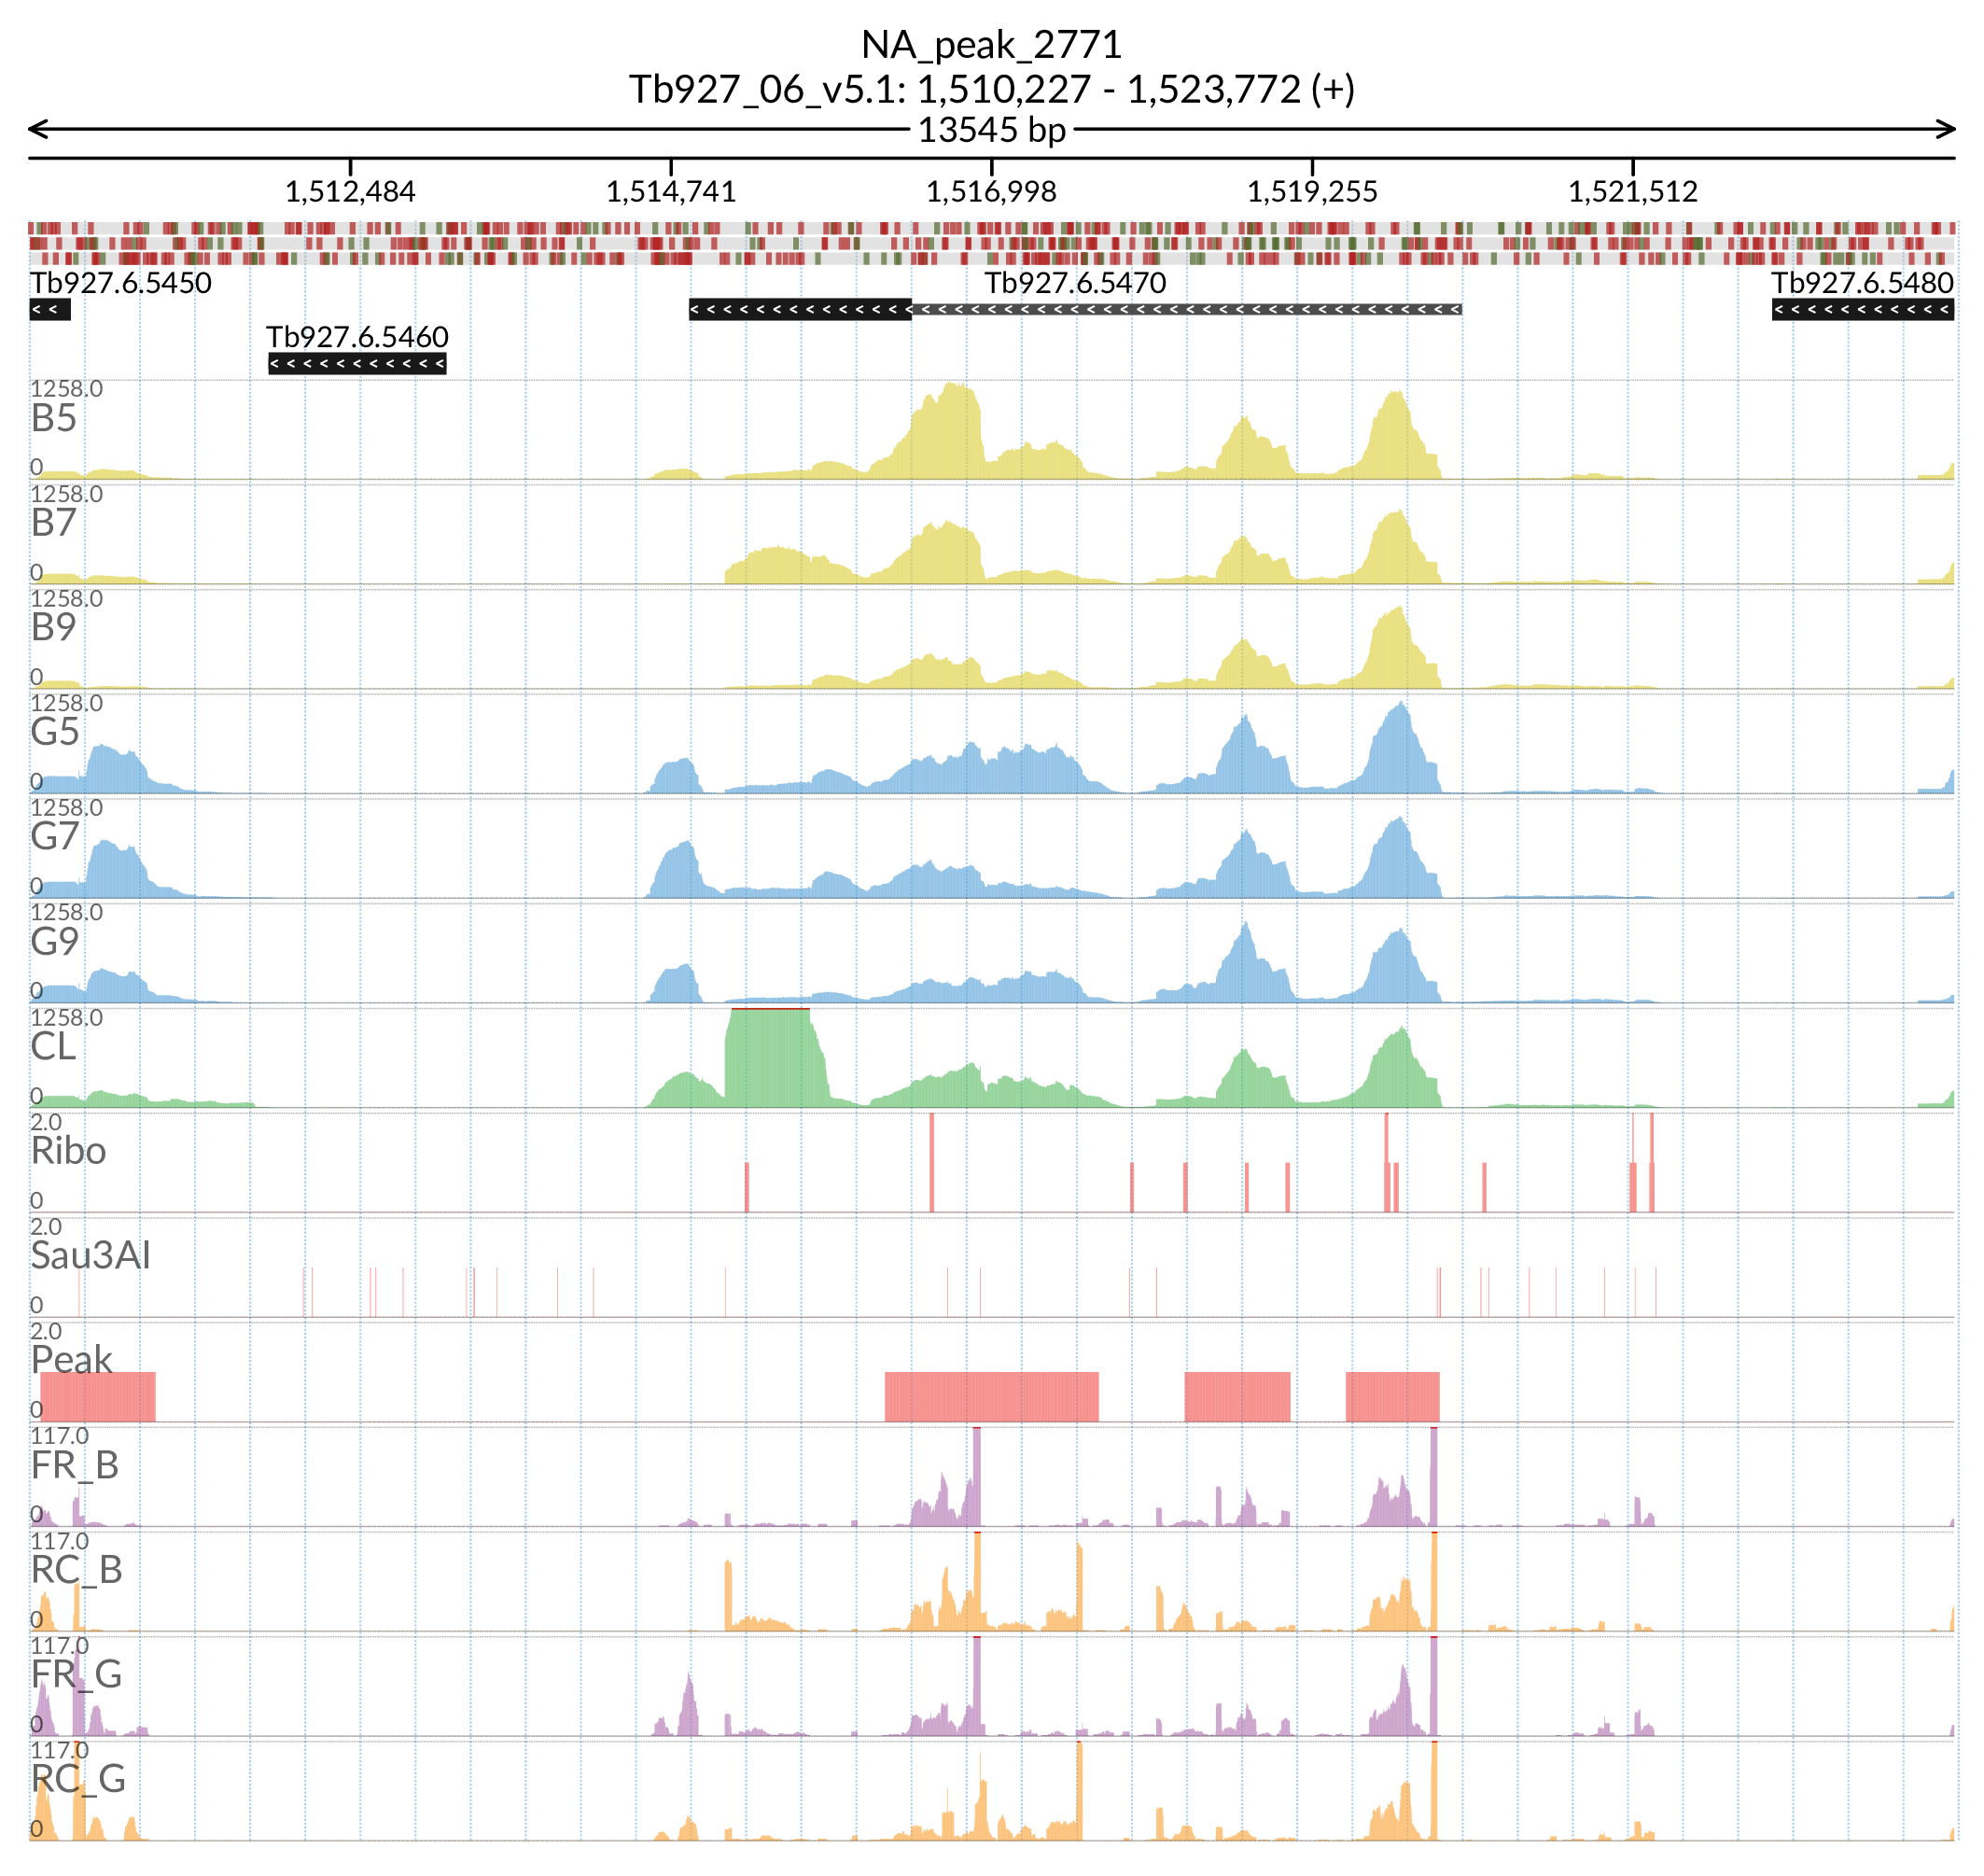 NA_peak_2771
Tb927_06_v5.1: 1,510,227 - 1,523,772 (+)
13545 bp
1,512,484 1,514,741 1,516,998 1,519,255 1,521,512
Tb927.6.5450 Tb927.6.5470 Tb927.6.5480
Tb927.6.5460
1258.0
B5
0
1258.0
B7
0
1258.0
B9
0
1258.0
G5
0
1258.0
G7
0
1258.0
G9
0
1258.0
CL
0
2.0
Ribo
0
2.0
Sau3AI
0
2.0
Peak
0
117.0
FR_B
0
117.0
RC_B
0
117.0
FR_G
0
117.0
RC_G
0